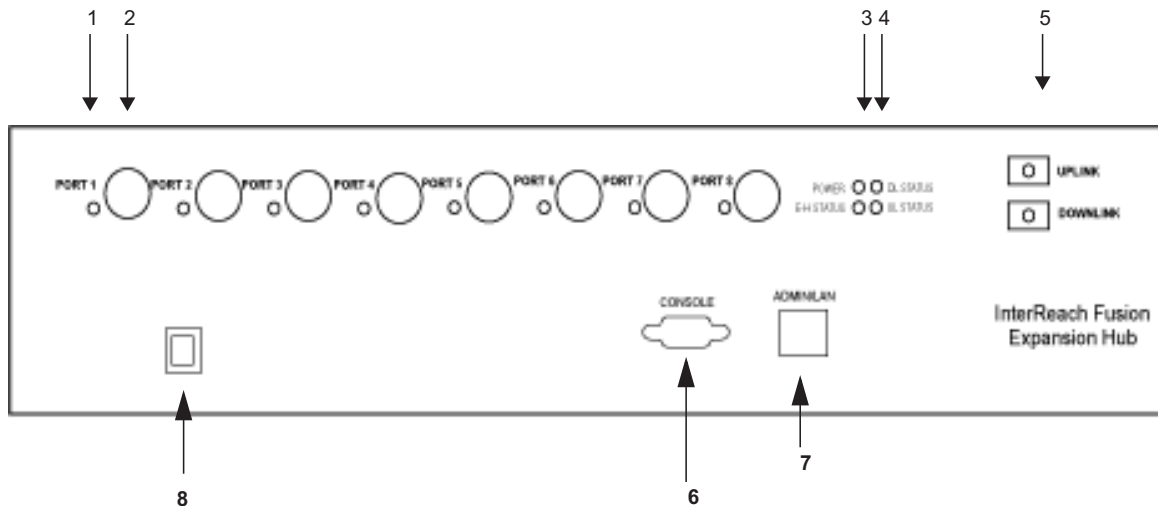 1 2 3 4 5
PORT 1 PORT 2 PORT 3 PORT 4 PORT 5 PORT 6 PORT 7 PORT 8
POWER DL STATUS
E-H STATUS UL STATUS
UPLINK
DOWNLINK
CONSOLE ADMIN/LAN
InterReach Fusion
Expansion Hub
8 6 7